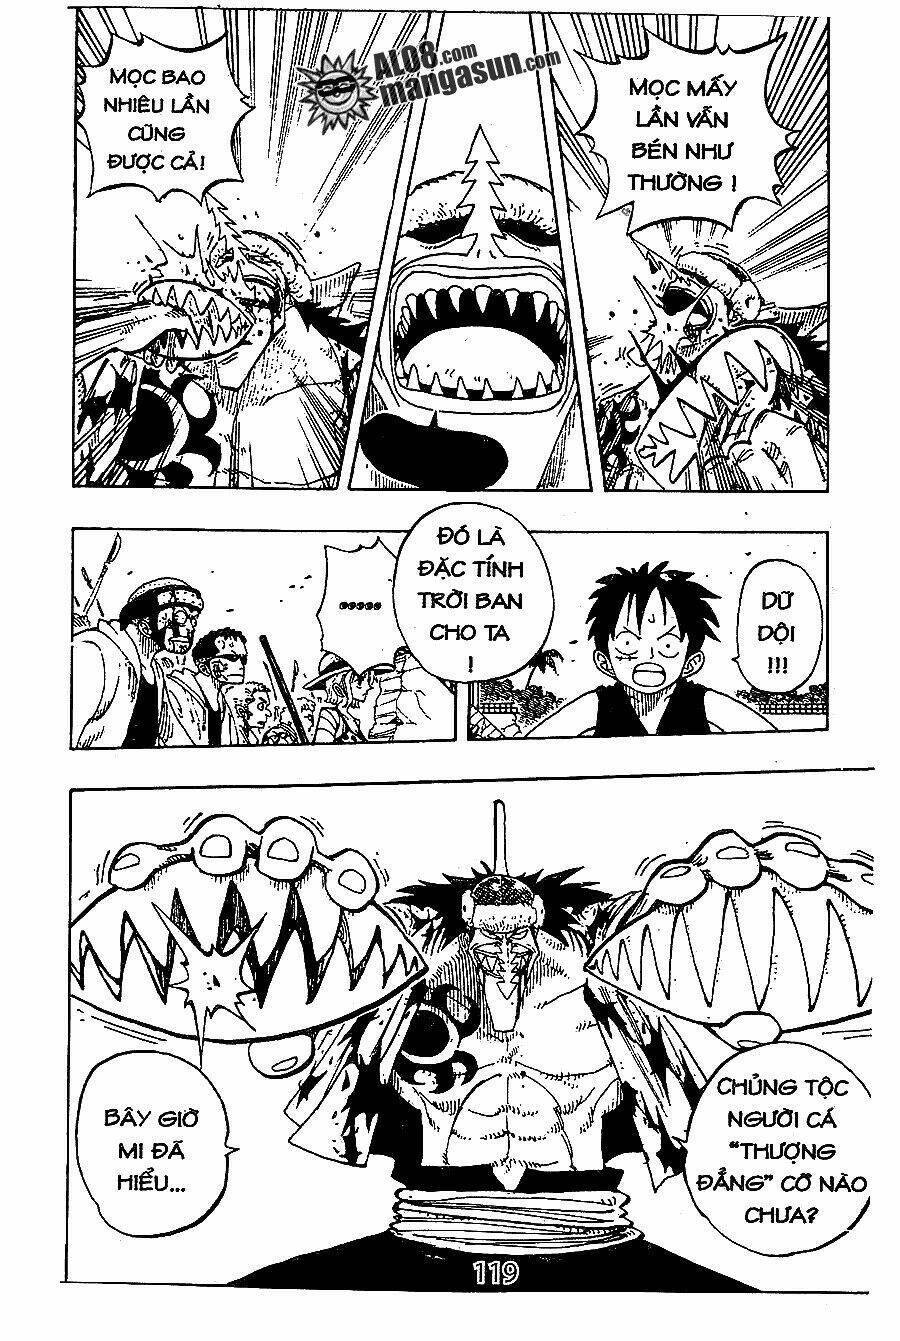 AL08.com
mangasun.com
MỌC BAO
NHIÊU LẦN
CŨNG
ĐƯỢC CẢ!
MỌC MẤY
LẦN VẪN
BÉN NHƯ
THƯỜNG !
ĐÓ LÀ
ĐẶC TÍNH
TRỜI BAN
CHO TA
!
DỮ
DỘI
!!!
BÂY GIỜ
MI ĐÃ
HIỂU...
CHỦNG TỘC
NGƯỜI CÁ
“THƯỢNG
ĐẲNG” CỠ NÀO
CHƯA?
119